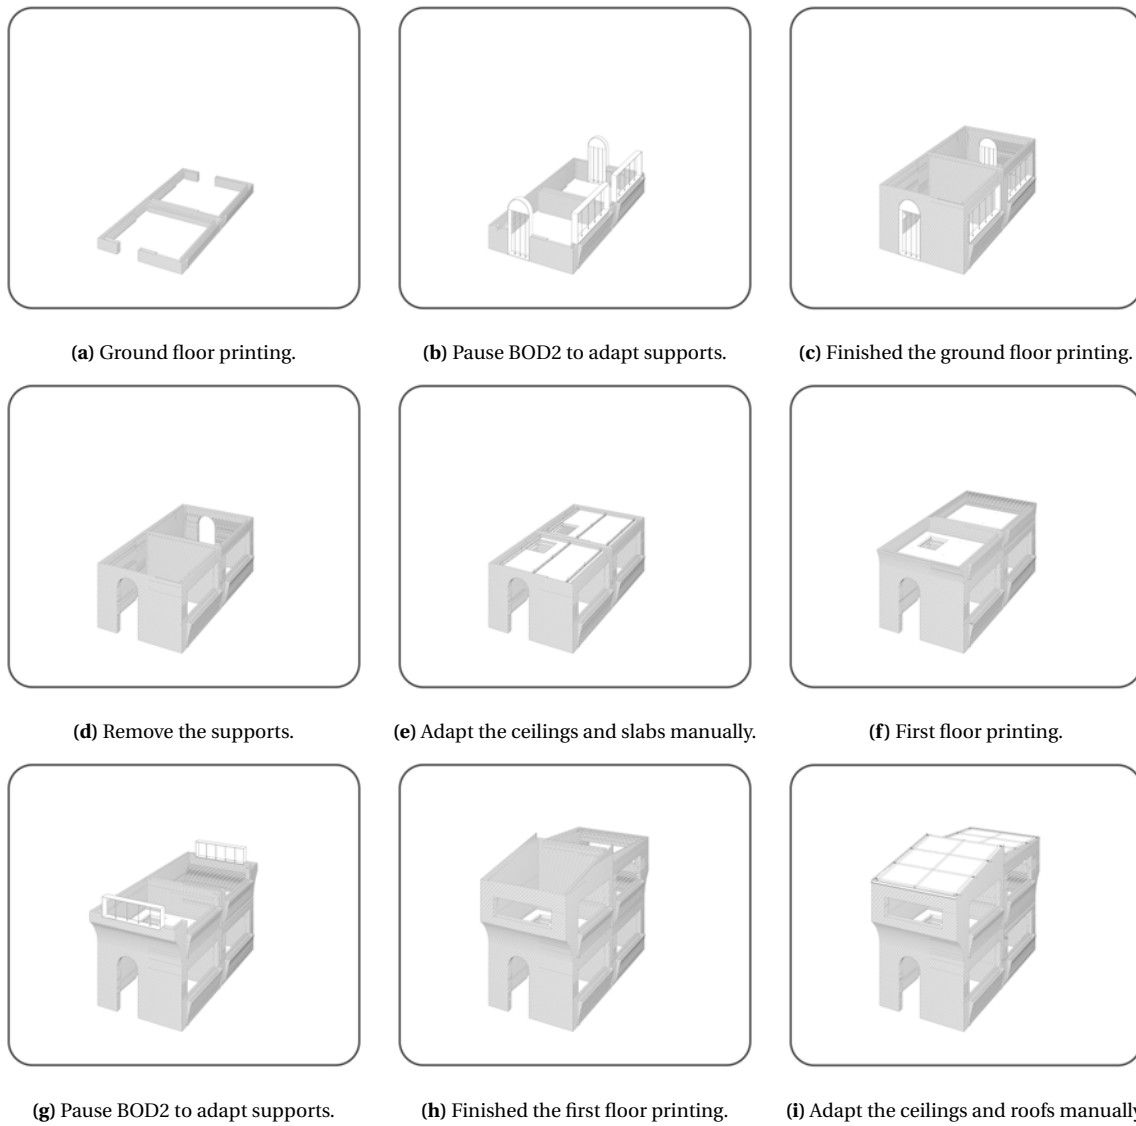 (a) Ground floor printing.
(b) Pause BOD2 to adapt supports.
(c) Finished the ground floor printing.
(d) Remove the supports.
(e) Adapt the ceilings and slabs manually.
(f) First floor printing.
(g) Pause BOD2 to adapt supports.
(h) Finished the first floor printing.
(i) Adapt the ceilings and roofs manually